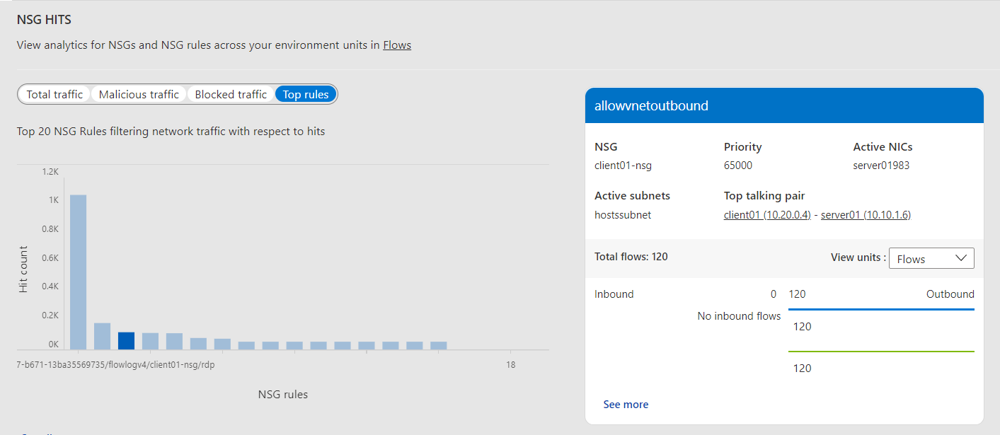 NSG HITS
View analytics for NSGs and NSG rules across your environment units in Flows
Total traffic Malicious traffic Blocked traffic Top rules
Top 20 NSG Rules filtering network traffic with respect to hits
1.2K
1K
0.8K
0.6K
0.4K
0.2K
0K
Hit count
7-b671-13ba35569735/flowlogv4/client01-nsg/rdp 18
NSG rules
allowvnetoutbound
NSG Priority Active NICs
client01-nsg 65000 server01983
Active subnets Top talking pair
hostssubnet client01 (10.20.0.4) - server01 (10.10.1.6)
Total flows: 120 View units : Flows
Inbound 0 120 Outbound
No inbound flows
120
120
See more